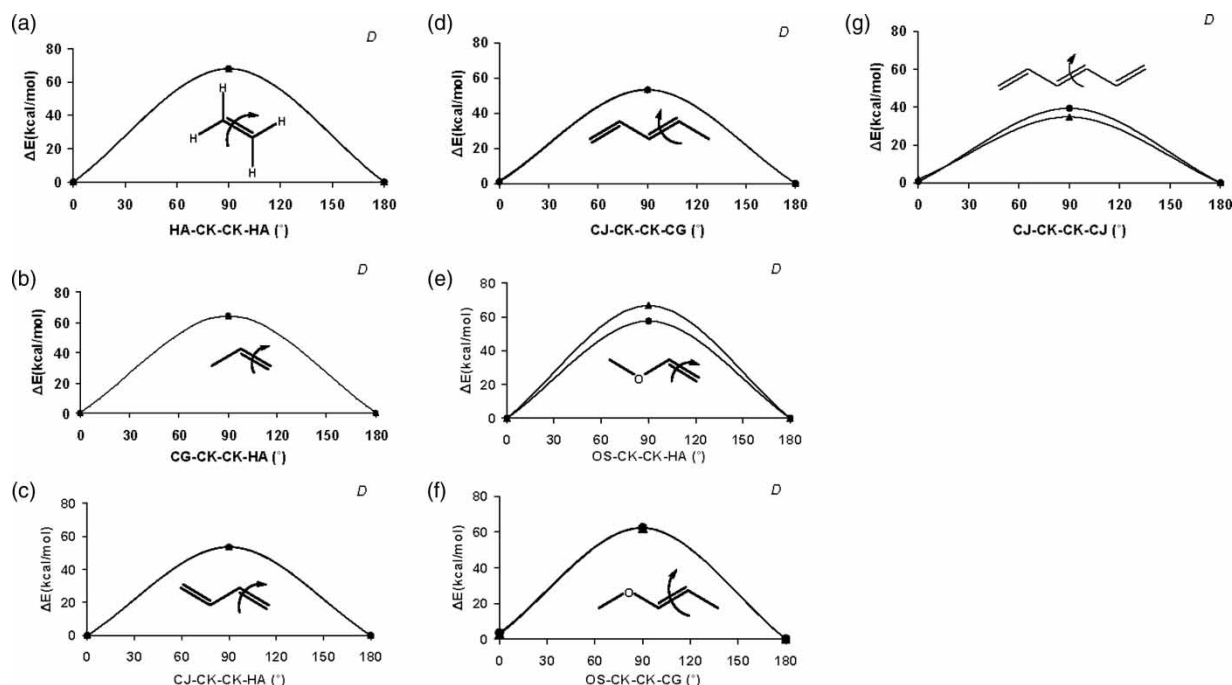 (a)
D
ΔE(kcal/mol)
80
60
40
20
0
H
H
H
H
0 30 60 90 120 150 180
HA-CK-CK-HA (°)
(b)
D
ΔE(kcal/mol)
80
60
40
20
0
0 30 60 90 120 150 180
CG-CK-CK-HA (°)
(c)
D
ΔE(kcal/mol)
80
60
40
20
0
0 30 60 90 120 150 180
CJ-CK-CK-HA (°)
(d)
D
ΔE(kcal/mol)
80
60
40
20
0
0 30 60 90 120 150 180
CJ-CK-CK-CG (°)
(e)
D
ΔE(kcal/mol)
80
60
40
20
0
O
0 30 60 90 120 150 180
OS-CK-CK-HA (°)
(f)
D
ΔE(kcal/mol)
80
60
40
20
0
O
0 30 60 90 120 150 180
OS-CK-CK-CG (°)
(g)
D
ΔE(kcal/mol)
80
60
40
20
0
0 30 60 90 120 150 180
CJ-CK-CK-CJ (°)